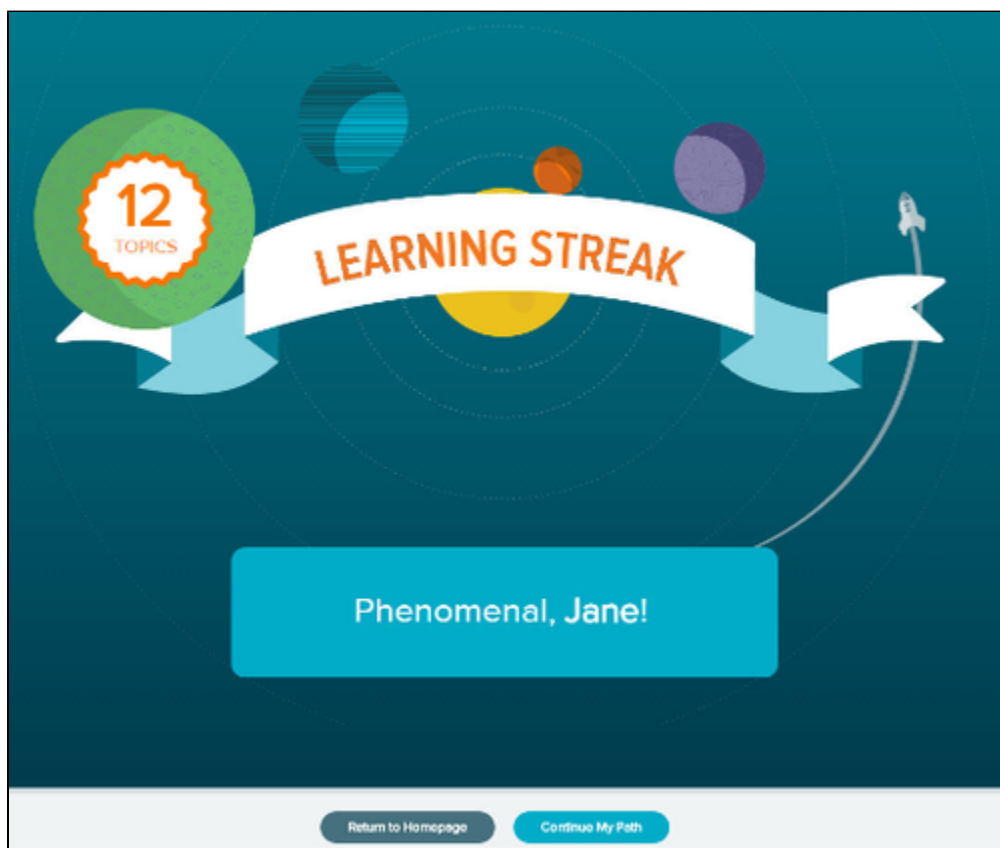 12
TOPICS
LEARNING STREAK
Phenomenal, Jane!
Return to Homepage
Continue My Path